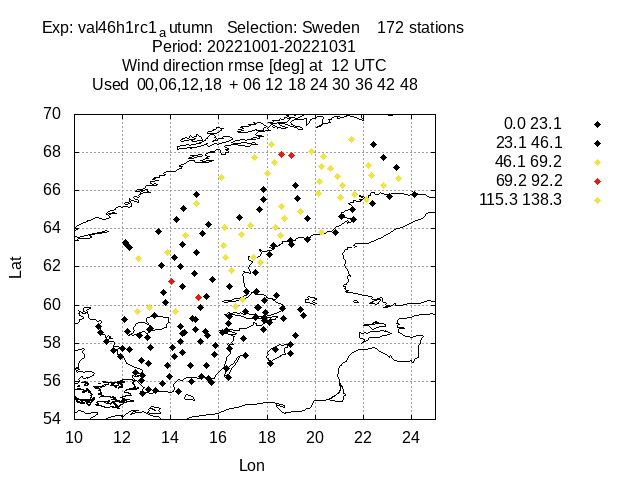 Exp: val46h1rc1autumn   Selection: Sweden    172 stations
Period: 20221001-20221031
Wind direction rmse [deg] at  12 UTC
Used  00,06,12,18  + 06 12 18 24 30 36 42 48
0.0 23.1
23.1 46.1
46.1 69.2
69.2 92.2
115.3 138.3
70
68
66
64
62
60
58
56
54
10 12 14 16 18 20 22 24
Lat
Lon